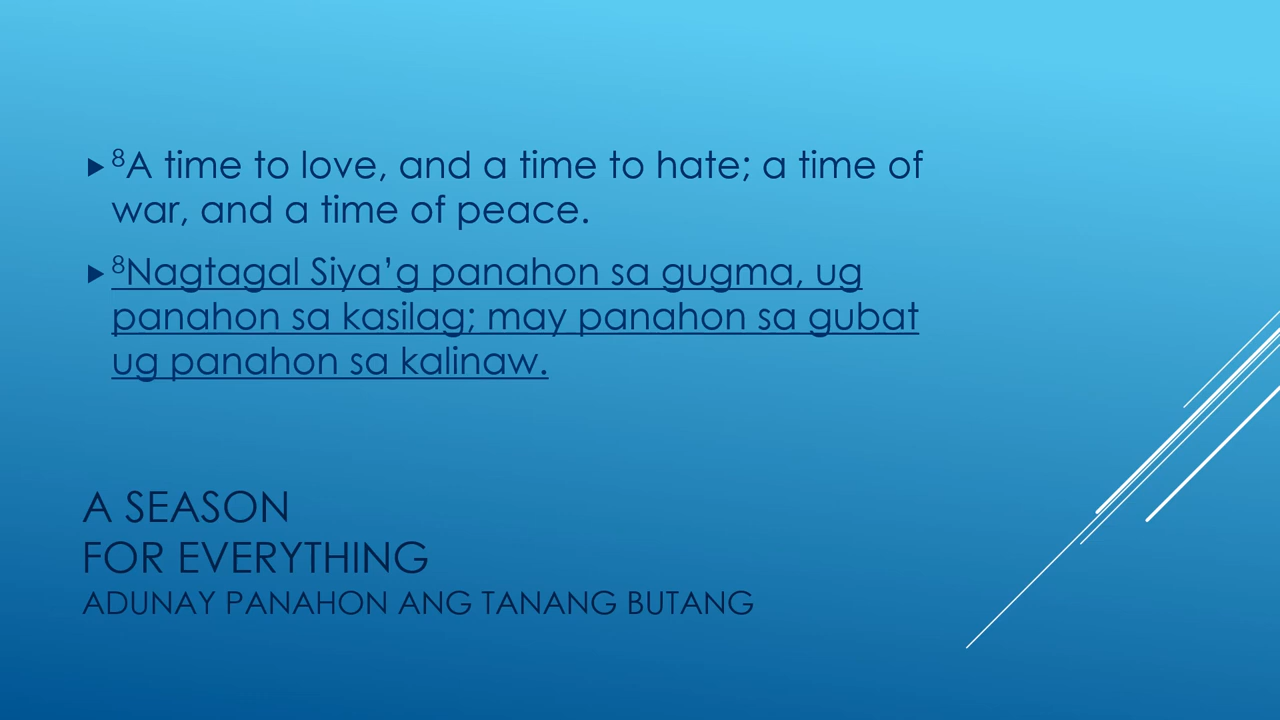 ⁸A time to love, and a time to hate; a time of
war, and a time of peace.
⁸Nagtagal Siya’g panahon sa gugma, ug
panahon sa kasilag; may panahon sa gubat
ug panahon sa kalinaw.
A SEASON
FOR EVERYTHING
ADUNAY PANAHON ANG TANANG BUTANG